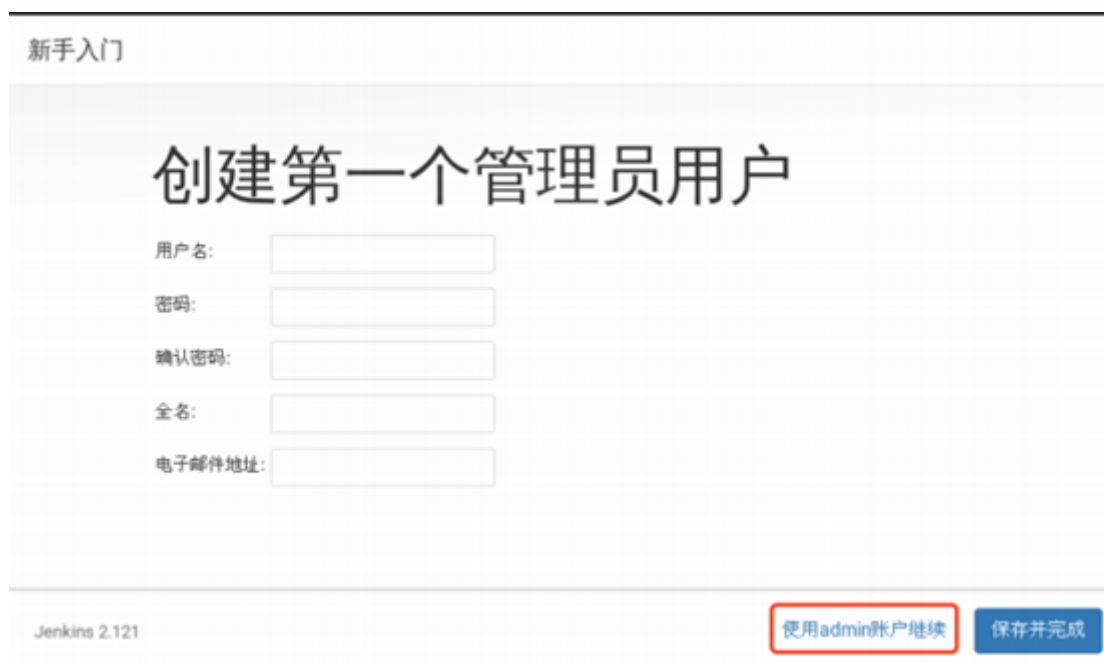 新手入门
创建第一个管理员用户
用户名:
密码:
确认密码:
全名:
电子邮件地址:
Jenkins 2.121
使用admin账户继续
保存并完成